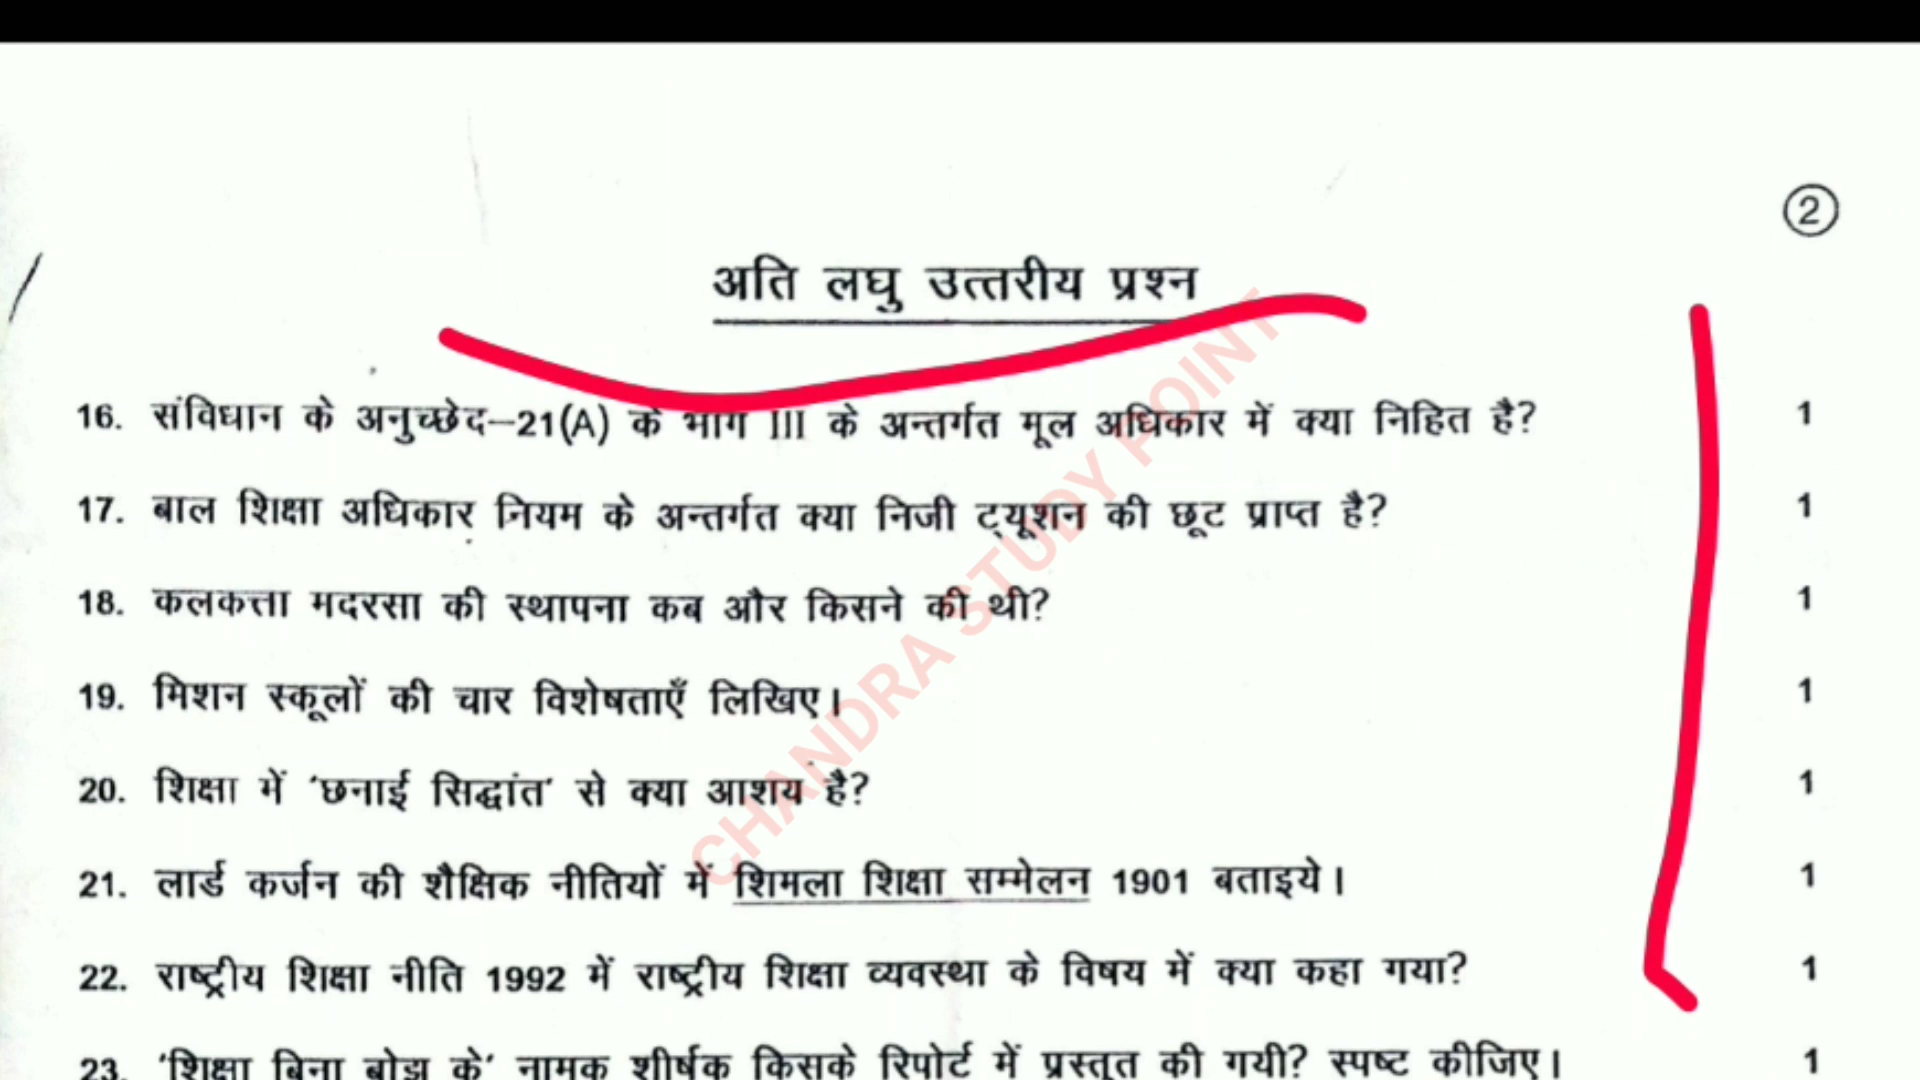 2
अति लघु उत्तरीय प्रश्न
16. संविधान के अनुच्छेद–21(A) के भाग III के अन्तर्गत मूल अधिकार में क्या निहित है? 1
17. बाल शिक्षा अधिकार नियम के अन्तर्गत क्या निजी ट्यूशन की छूट प्राप्त है? 1
18. कलकत्ता मदरसा की स्थापना कब और किसने की थी? 1
19. मिशन स्कूलों की चार विशेषताएँ लिखिए। 1
20. शिक्षा में 'छनाई सिद्धांत' से क्या आशय है? 1
21. लार्ड कर्जन की शैक्षिक नीतियों में शिमला शिक्षा सम्मेलन 1901 बताइये। 1
22. राष्ट्रीय शिक्षा नीति 1992 में राष्ट्रीय शिक्षा व्यवस्था के विषय में क्या कहा गया? 1
23. 'शिक्षा बिना बोझ के' नामक शीर्षक किसके रिपोर्ट में प्रस्तुत की गयी? स्पष्ट कीजिए। 1
CHANDRA STUDY POINT